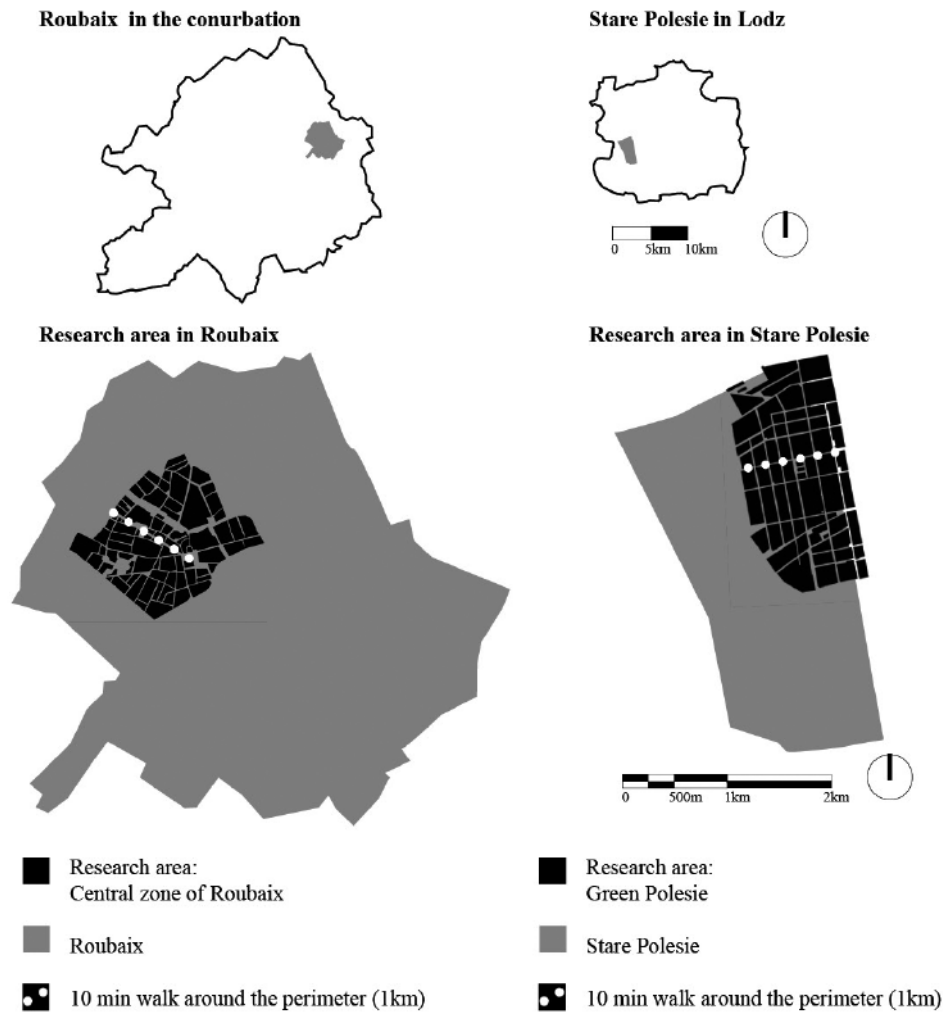 Roubaix in the conurbation
Stare Polesie in Lodz
0 5km 10km
Research area in Roubaix
Research area in Stare Polesie
0 500m 1km 2km
Research area:
Central zone of Roubaix
Roubaix
10 min walk around the perimeter (1km)
Research area:
Green Polesie
Stare Polesie
10 min walk around the perimeter (1km)